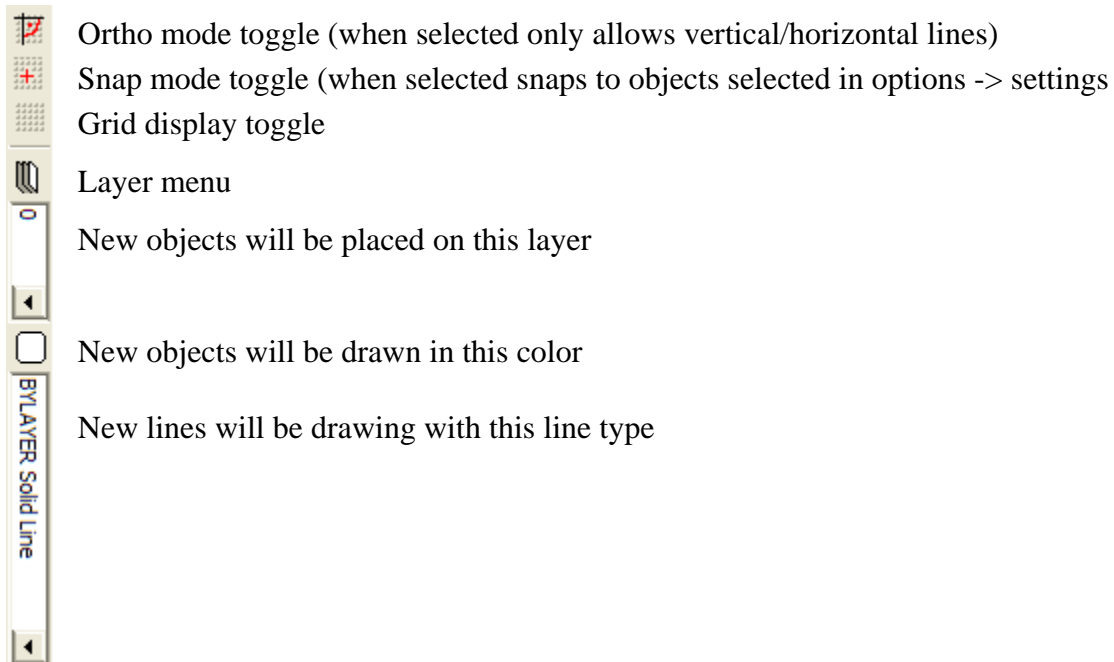 Ortho mode toggle (when selected only allows vertical/horizontal lines)
Snap mode toggle (when selected snaps to objects selected in options -> settings
Grid display toggle
Layer menu
0
New objects will be placed on this layer
New objects will be drawn in this color
BYLAYER Solid Line
New lines will be drawing with this line type